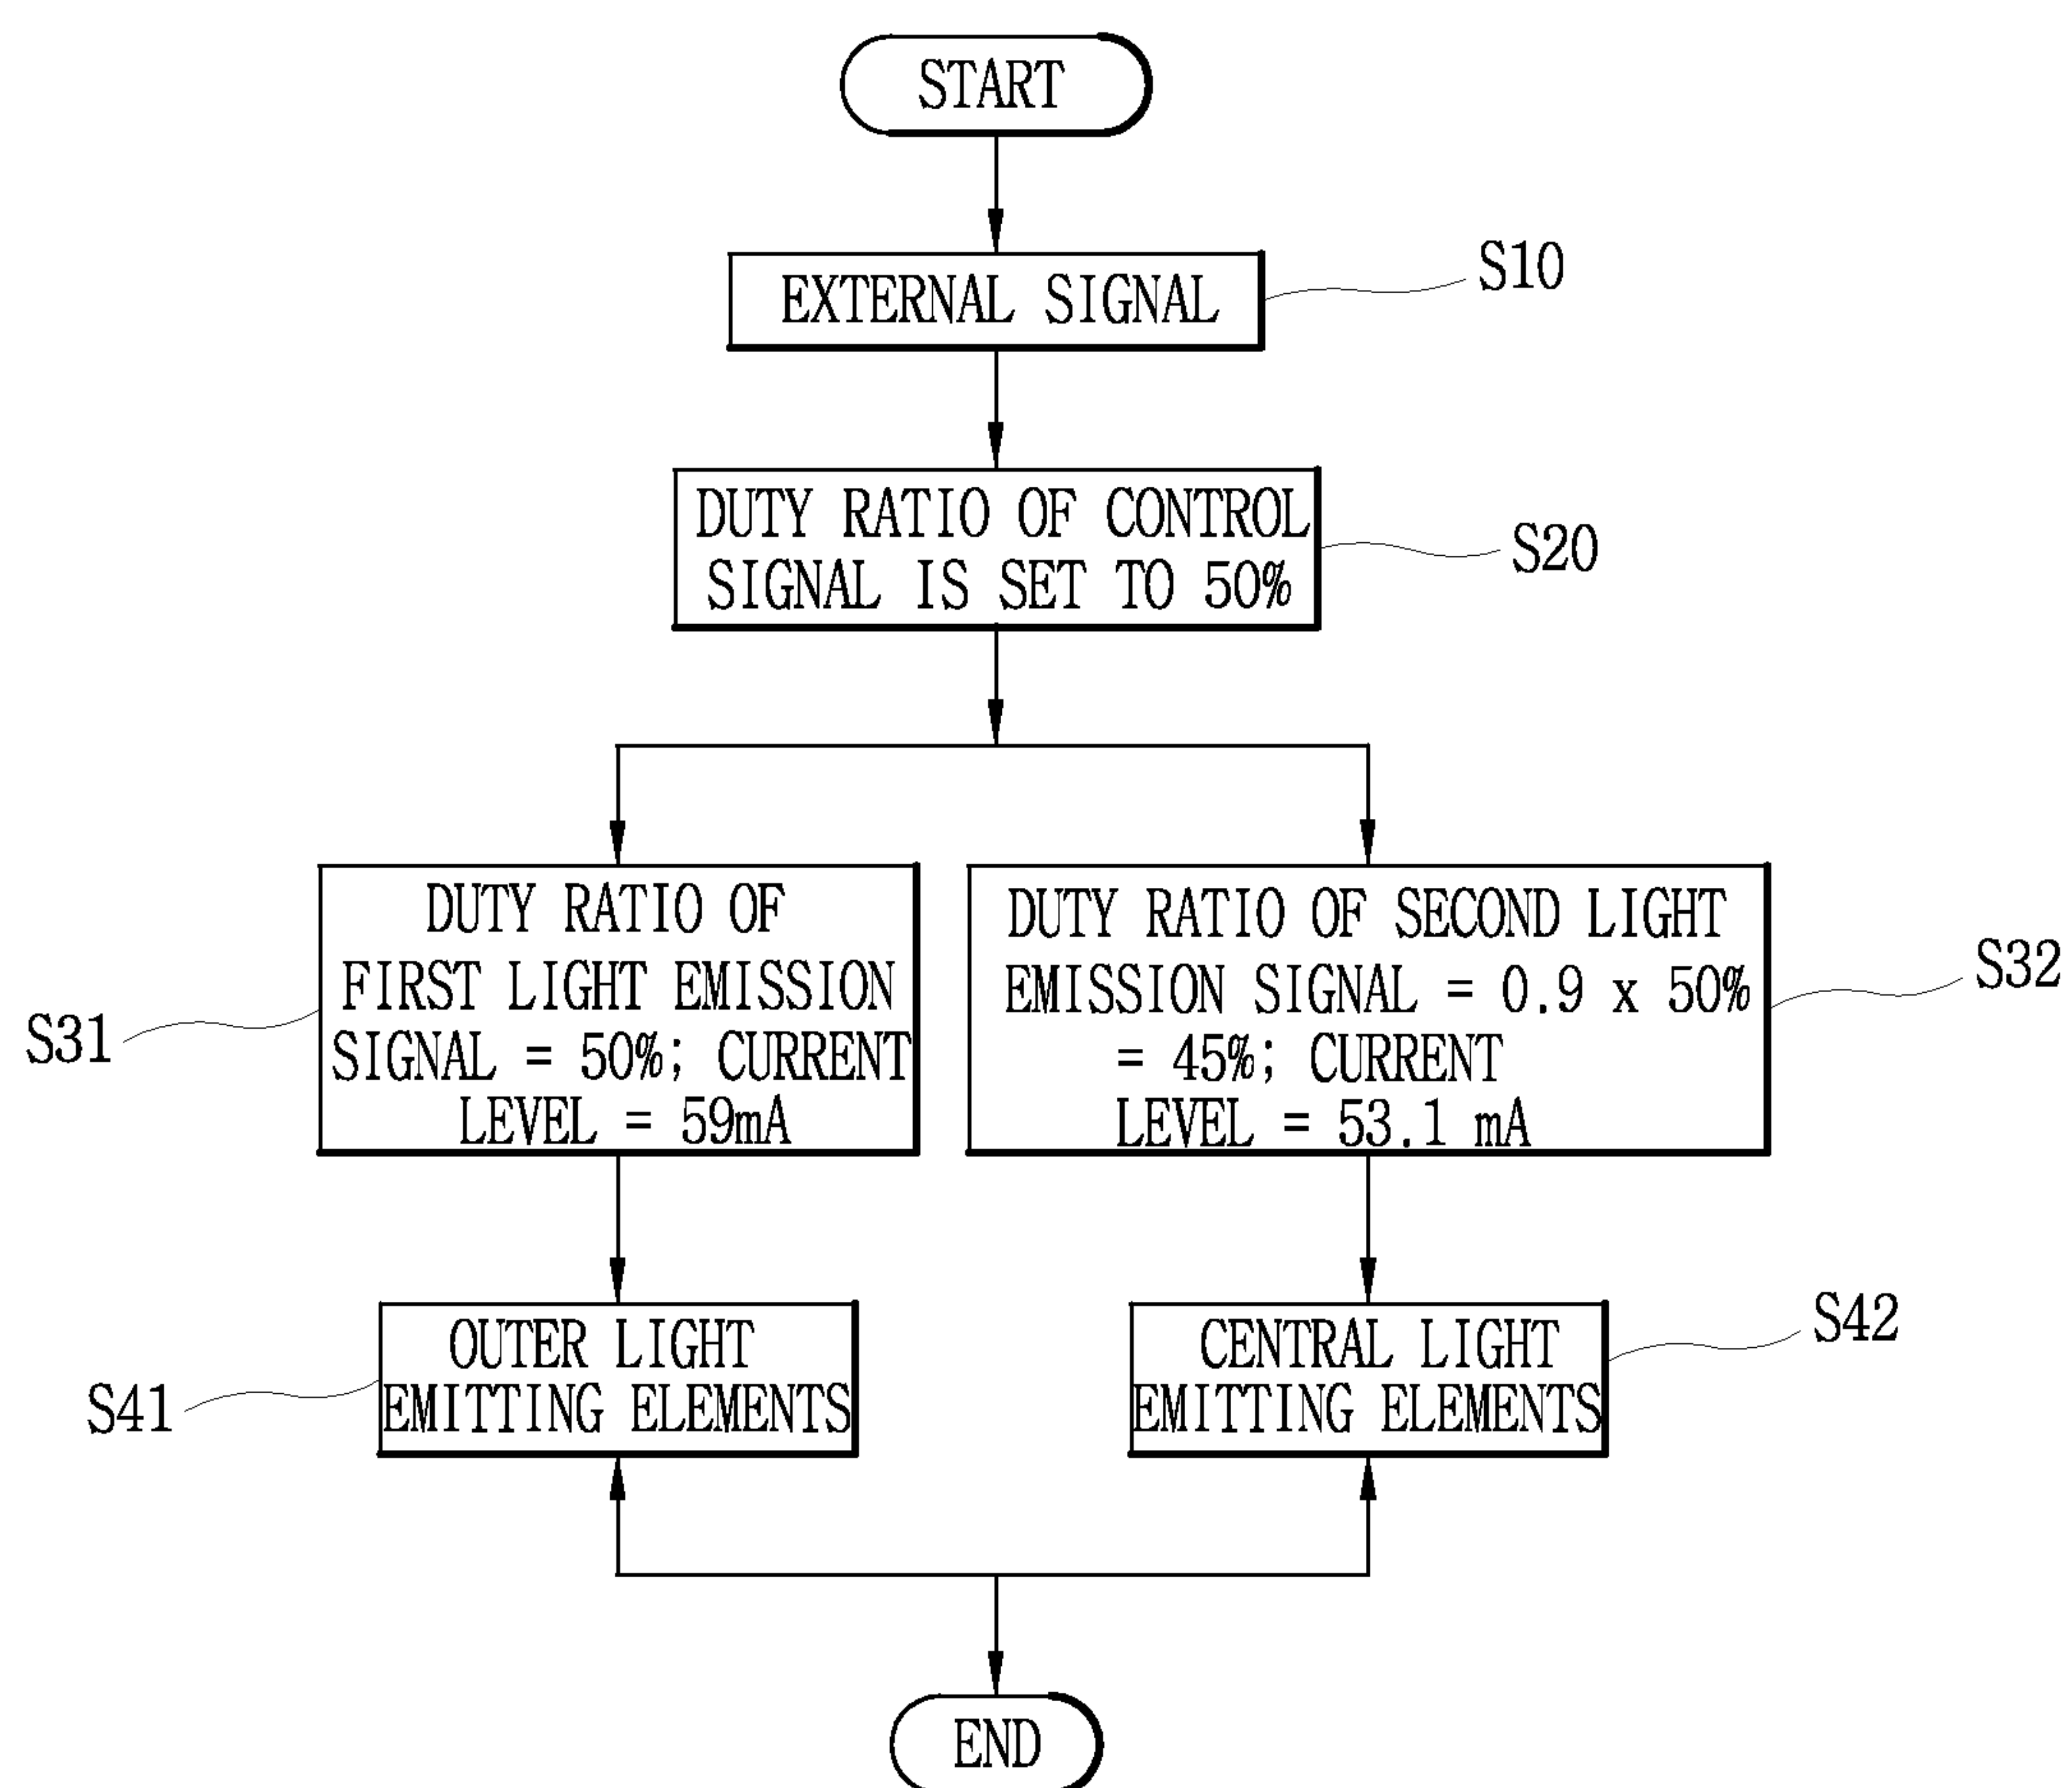 START
EXTERNAL SIGNAL
S10
DUTY RATIO OF CONTROL
SIGNAL IS SET TO 50%
S20
DUTY RATIO OF
FIRST LIGHT EMISSION
SIGNAL = 50%; CURRENT
LEVEL = 59mA
S31
DUTY RATIO OF SECOND LIGHT
EMISSION SIGNAL = 0.9 x 50%
= 45%; CURRENT
LEVEL = 53.1 mA
S32
OUTER LIGHT
EMITTING ELEMENTS
S41
CENTRAL LIGHT
EMITTING ELEMENTS
S42
END